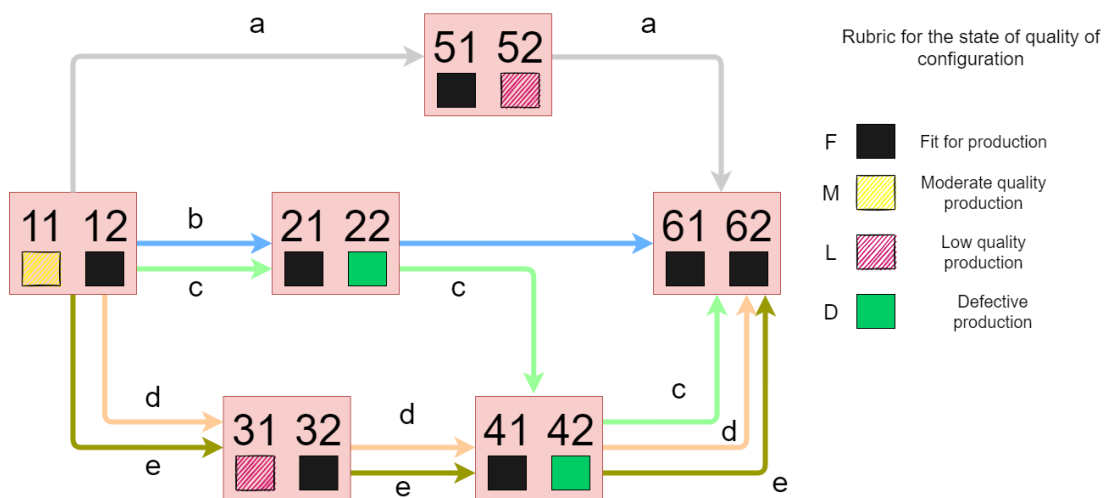 a
a
51 52
Rubric for the state of quality of
configuration
F Fit for production
M Moderate quality
production
L Low quality
production
D Defective
production
11 12
b
c
21 22
c
61 62
d
e
31 32
d
e
41 42
c
d
e